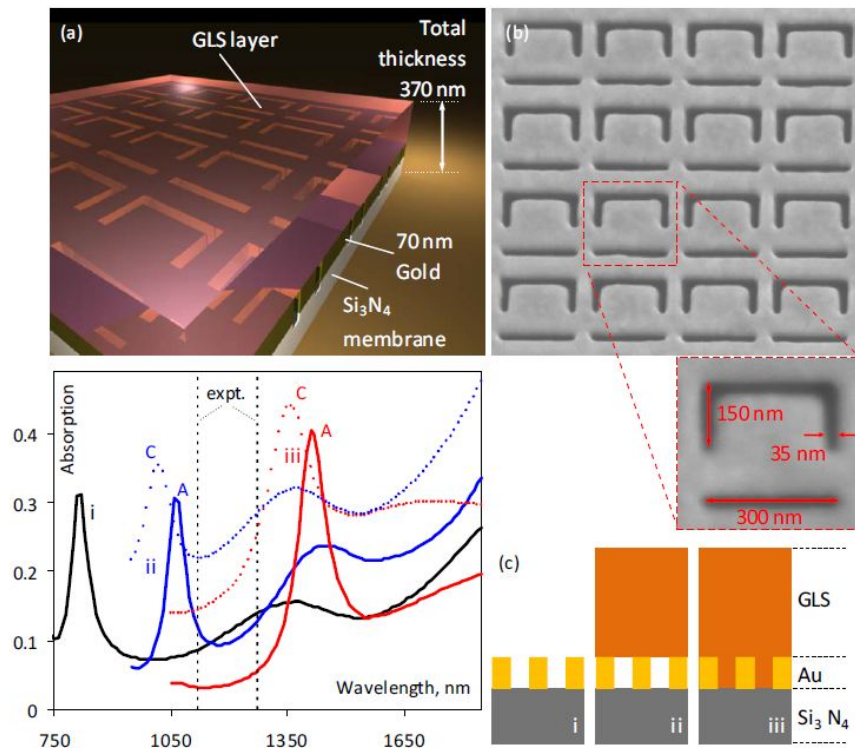 (a)
GLS layer
Total
thickness
370 nm
70 nm
Gold
Si3N4
membrane
(b)
150 nm
35 nm
300 nm
Absorption
expt.
C
A
C
A
i
ii
iii
0.4
0.3
0.2
0.1
0
Wavelength, nm
750
1050
1350
1650
(c)
GLS
Au
Si3 N4
i
ii
iii